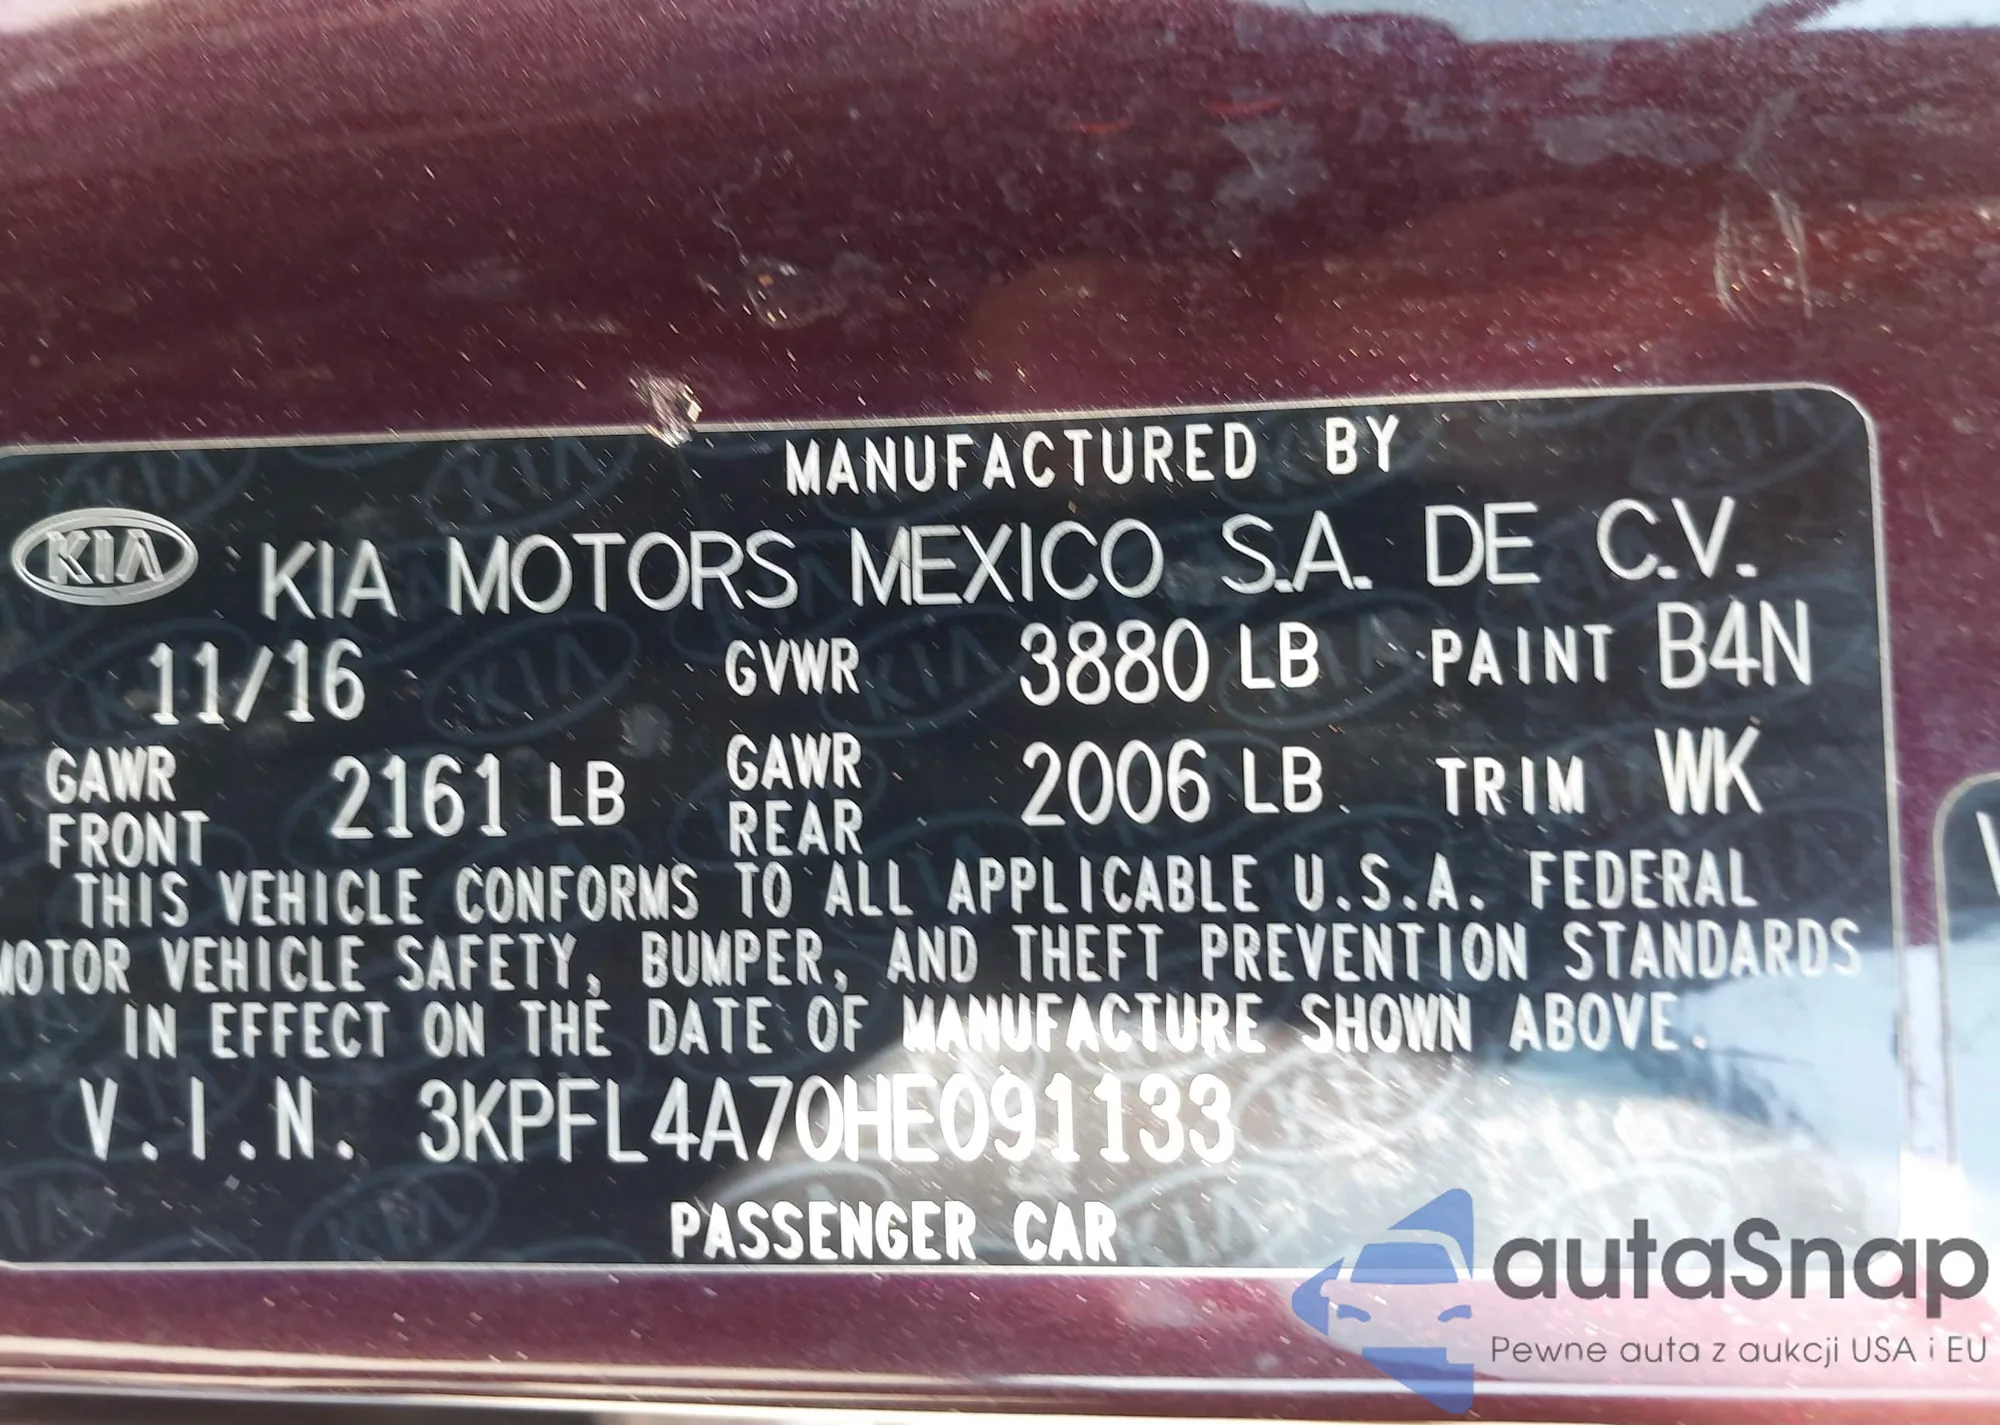 MANUFACTURED BY
KIA KIA MOTORS MEXICO S.A. DE C.V.
11/16 GVWR 3880 LB PAINT B4N
GAWR FRONT 2161 LB GAWR REAR 2006 LB TRIM WK
THIS VEHICLE CONFORMS TO ALL APPLICABLE U.S.A. FEDERAL
MOTOR VEHICLE SAFETY, BUMPER, AND THEFT PREVENTION STANDARDS
IN EFFECT ON THE DATE OF MANUFACTURE SHOWN ABOVE.
V.I.N. 3KPFL4A70HE091133
PASSENGER CAR
autaSnap
Pewne auta z aukcji USA i EU